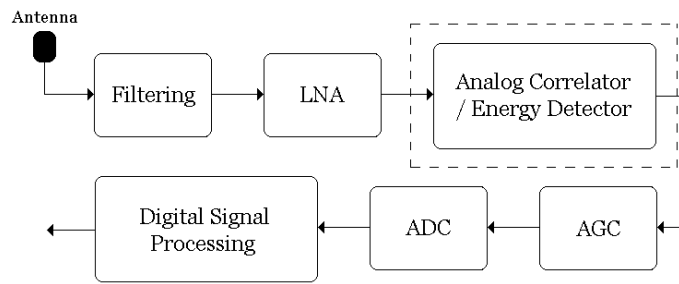 Antenna
Filtering
LNA
Analog Correlator
/ Energy Detector
Digital Signal
Processing
ADC
AGC